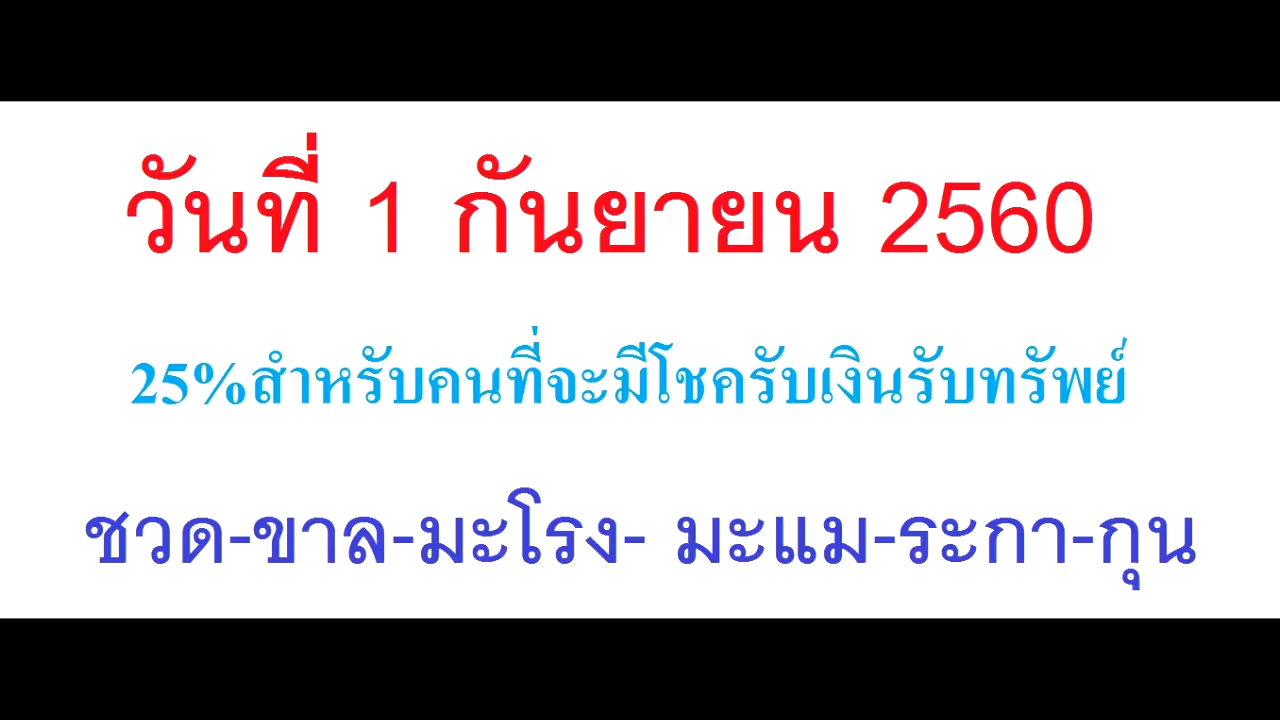 วันที่ 1 กันยายน 2560
25%สำหรับคนที่จะมีโชครับเงินรับทรัพย์
ชวด-ขาล-มะโรง- มะแม-ระกา-กุน